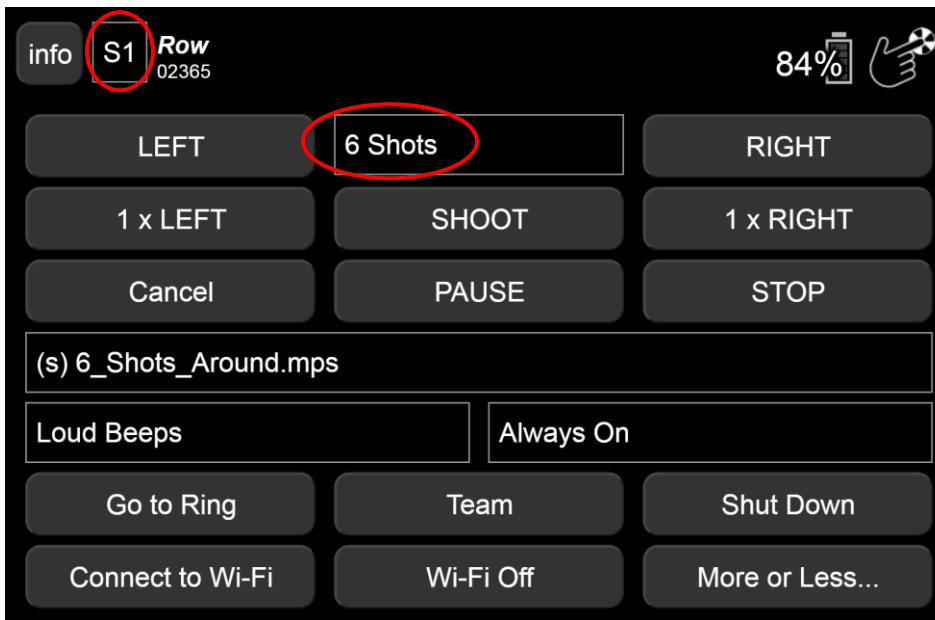 info S1 Row 84%
02365
LEFT 6 Shots RIGHT
1 x LEFT SHOOT 1 x RIGHT
Cancel PAUSE STOP
(s) 6_Shots_Around.mps
Loud Beeps Always On
Go to Ring Team Shut Down
Connect to Wi-Fi Wi-Fi Off More or Less...